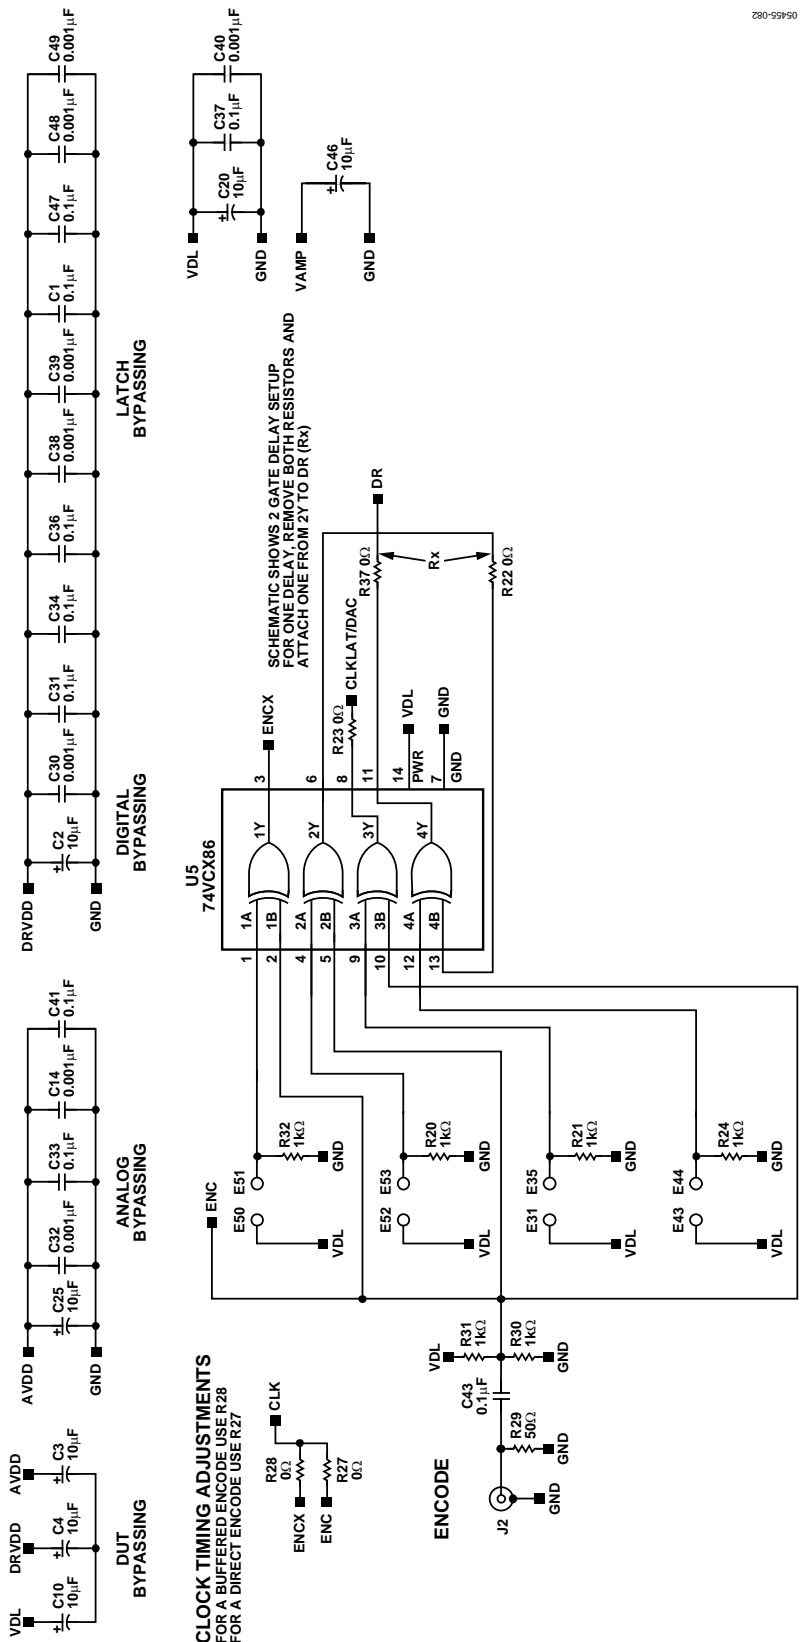 05455-082
C49
0.001µF
C48
0.001µF
C47
0.1µF
C1
0.1µF
C39
0.001µF
C38
0.001µF
C36
0.1µF
C34
0.1µF
C31
0.1µF
C30
0.001µF
+
C2
10µF
DRVDD
GND
LATCH
BYPASSING
DIGITAL
BYPASSING
C40
0.001µF
C37
0.1µF
+
C20
10µF
VDL
GND
+
C46
10µF
VAMP
GND
C41
0.1µF
C14
0.001µF
C33
0.1µF
C32
0.001µF
+
C25
10µF
AVDD
GND
ANALOG
BYPASSING
AVDD
+
C3
10µF
DRVDD
+
C4
10µF
VDL
+
C10
10µF
DUT
BYPASSING
SCHEMATIC SHOWS 2 GATE DELAY SETUP
FOR ONE DELAY, REMOVE BOTH RESISTORS AND
ATTACH ONE FROM 2Y TO DR (Rx)
DR
R37 0Ω
Rx
R22 0Ω
CLKLAT/DAC
R23 0Ω
ENCX
VDL
GND
3
6
8
11
14
PWR
7
GND
U5
74VCX86
1Y
2Y
3Y
4Y
1A
1B
2A
2B
3A
3B
4A
4B
1
2
4
5
9
10
12
13
ENC
E51
E50
R32
1kΩ
GND
VDL
E53
E52
R20
1kΩ
GND
VDL
E35
E31
R21
1kΩ
GND
VDL
E44
E43
R24
1kΩ
GND
VDL
CLOCK TIMING ADJUSTMENTS
FOR A BUFFERED ENCODE USE R28
FOR A DIRECT ENCODE USE R27
CLK
R28
0Ω
R27
0Ω
ENCX
ENC
ENCODE
VDL
R31
1kΩ
R30
1kΩ
GND
C43
0.1µF
R29
50Ω
GND
J2
GND